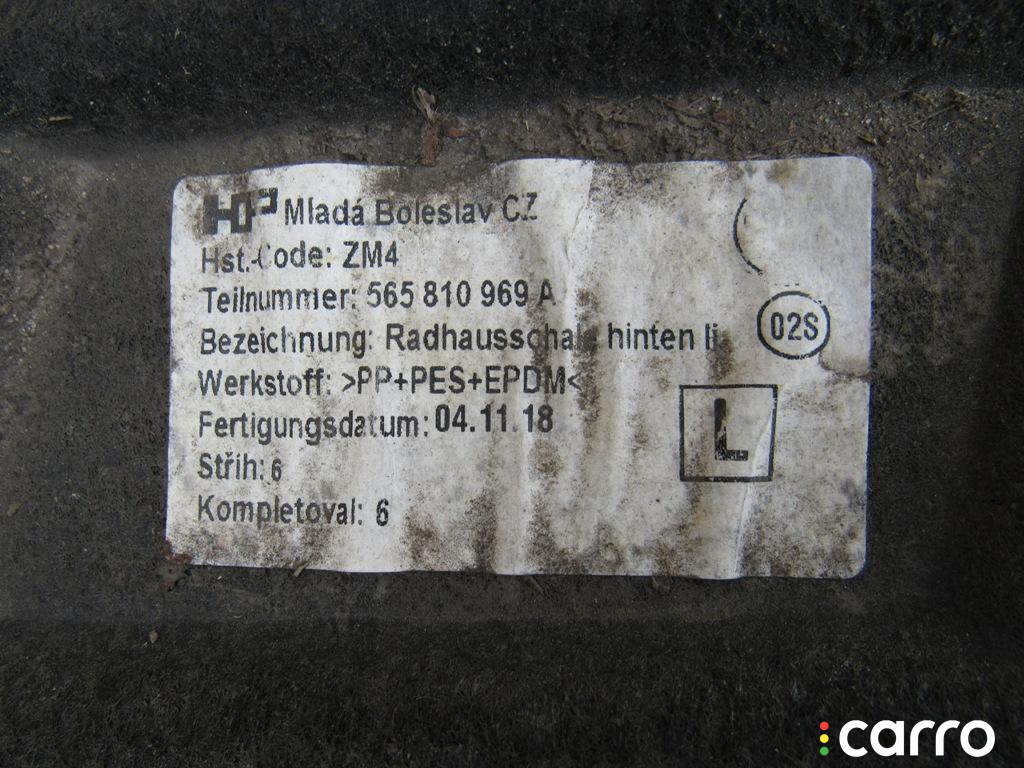 HP Mladá Boleslav CZ
Hst.-Code: ZM4
Teilnummer: 565 810 969 A
Bezeichnung: Radhausschale hinten li
02S
Werkstoff: >PP+PES+EPDM<
L
Fertigungsdatum: 04.11.18
Střih: 6
Kompletoval: 6
carro